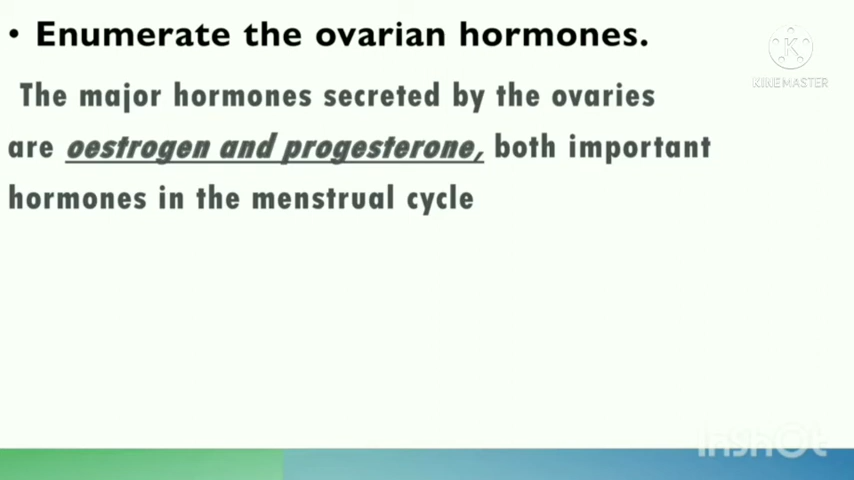 • Enumerate the ovarian hormones.
K
KINEMASTER
The major hormones secreted by the ovaries
are oestrogen and progesterone, both important
hormones in the menstrual cycle
InShOt